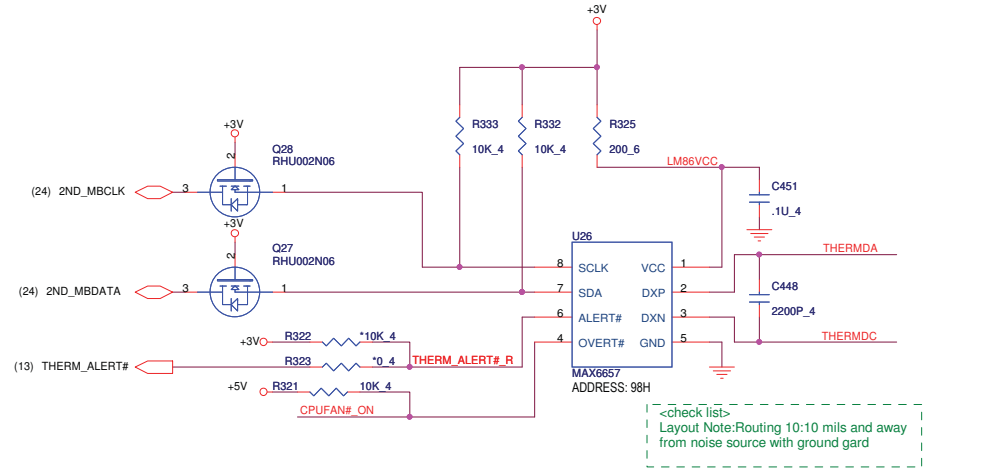 +3V
R333
10K_4
R332
10K_4
R325
200_6
LM86VCC
C451
.1U_4
+3V
2
Q28
RHU002N06
(24) 2ND_MBCLK
3
1
+3V
2
Q27
RHU002N06
(24) 2ND_MBDATA
3
1
U26
8 SCLK VCC 1
7 SDA DXP 2
6 ALERT# DXN 3
4 OVERT# GND 5
MAX6657
ADDRESS: 98H
THERMDA
C448
2200P_4
THERMDC
+3V
R322
*10K_4
(13) THERM_ALERT#
R323
*0_4
THERM_ALERT#_R
+5V
R321
10K_4
CPUFAN#_ON
<check list>
Layout Note:Routing 10:10 mils and away
from noise source with ground gard